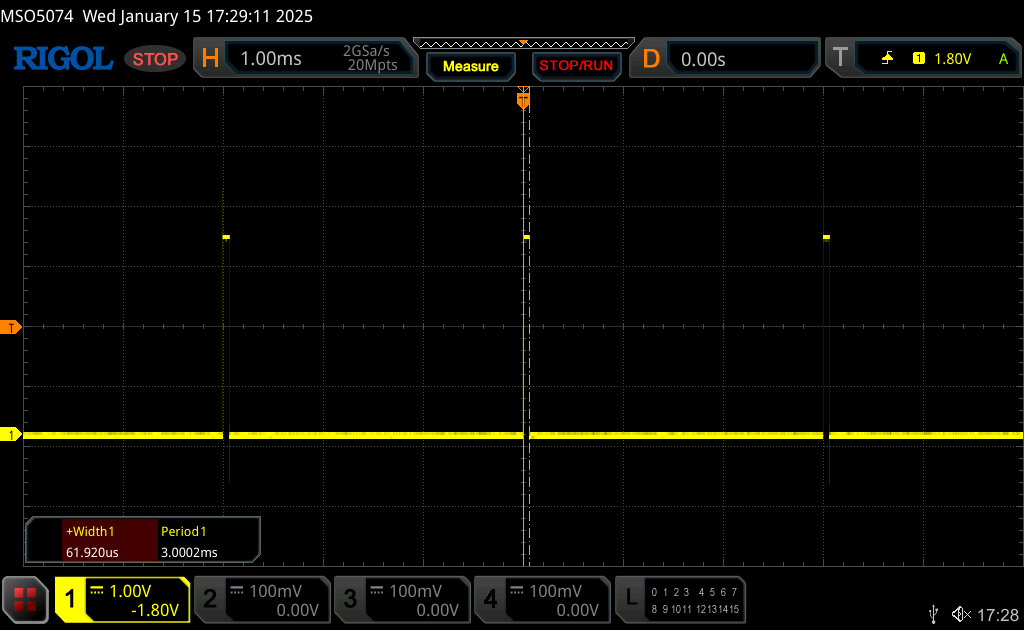 MSO5074 Wed January 15 17:29:11 2025
RIGOL STOP H 1.00ms 2GSa/s 20Mpts Measure STOP/RUN D 0.00s T 1 1.80V A
T
T
1
+Width1 Period1
61.920us 3.0002ms
1 1.00V -1.80V 2 100mV 0.00V 3 100mV 0.00V 4 100mV 0.00V L 0 1 2 3 4 5 6 7 8 9 10 11 12 13 14 15
17:28